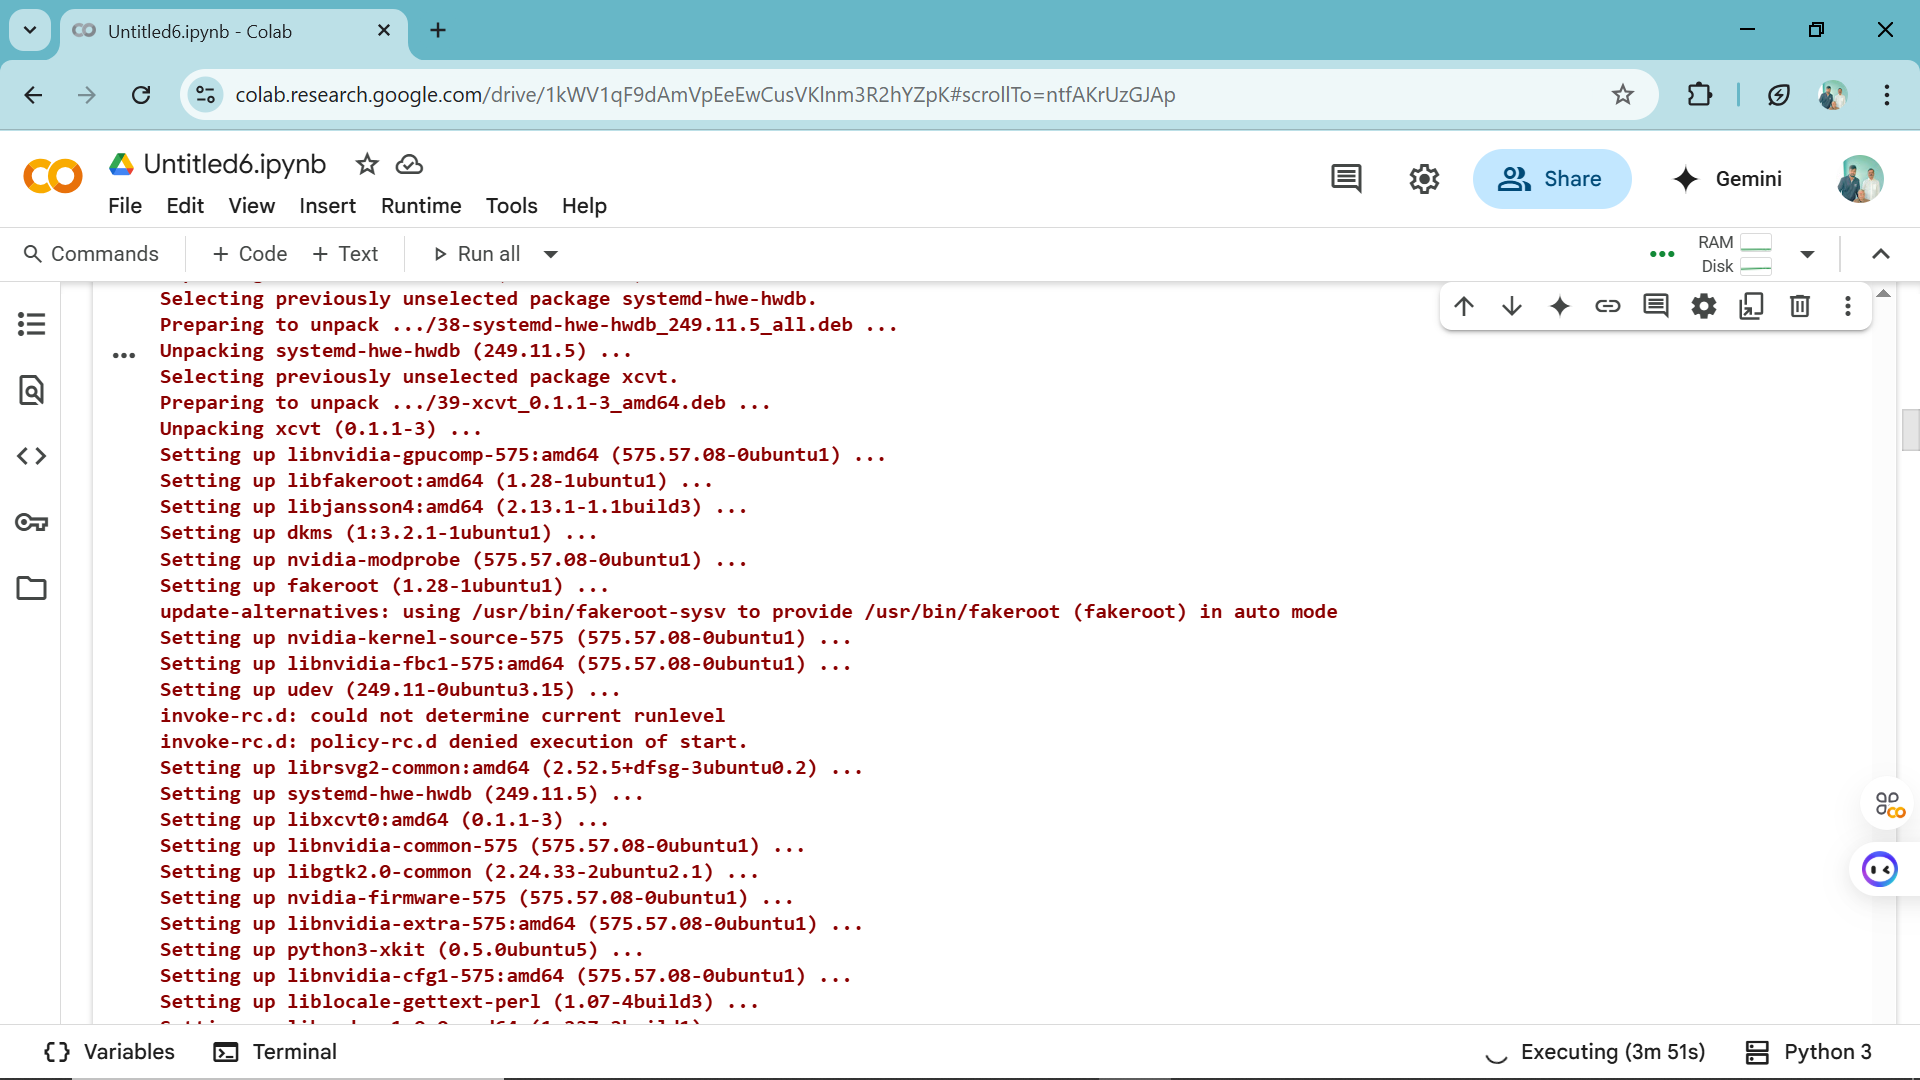 Untitled6.ipynb - Colab
colab.research.google.com/drive/1kWV1qF9dAmVpEeEwCusVKlnm3R2hYZpK#scrollTo=ntfAKrUzGJAp
Untitled6.ipynb
File Edit View Insert Runtime Tools Help
Share
Gemini
Commands + Code + Text Run all
RAM
Disk
Selecting previously unselected package systemd-hwe-hwdb.
Preparing to unpack .../38-systemd-hwe-hwdb_249.11.5_all.deb ...
Unpacking systemd-hwe-hwdb (249.11.5) ...
Selecting previously unselected package xcvt.
Preparing to unpack .../39-xcvt_0.1.1-3_amd64.deb ...
Unpacking xcvt (0.1.1-3) ...
Setting up libnvidia-gpucomp-575:amd64 (575.57.08-0ubuntu1) ...
Setting up libfakeroot:amd64 (1.28-1ubuntu1) ...
Setting up libjansson4:amd64 (2.13.1-1.1build3) ...
Setting up dkms (1:3.2.1-1ubuntu1) ...
Setting up nvidia-modprobe (575.57.08-0ubuntu1) ...
Setting up fakeroot (1.28-1ubuntu1) ...
update-alternatives: using /usr/bin/fakeroot-sysv to provide /usr/bin/fakeroot (fakeroot) in auto mode
Setting up nvidia-kernel-source-575 (575.57.08-0ubuntu1) ...
Setting up libnvidia-fbc1-575:amd64 (575.57.08-0ubuntu1) ...
Setting up udev (249.11-0ubuntu3.15) ...
invoke-rc.d: could not determine current runlevel
invoke-rc.d: policy-rc.d denied execution of start.
Setting up librsvg2-common:amd64 (2.52.5+dfsg-3ubuntu0.2) ...
Setting up systemd-hwe-hwdb (249.11.5) ...
Setting up libxcvt0:amd64 (0.1.1-3) ...
Setting up libnvidia-common-575 (575.57.08-0ubuntu1) ...
Setting up libgtk2.0-common (2.24.33-2ubuntu2.1) ...
Setting up nvidia-firmware-575 (575.57.08-0ubuntu1) ...
Setting up libnvidia-extra-575:amd64 (575.57.08-0ubuntu1) ...
Setting up python3-xkit (0.5.0ubuntu5) ...
Setting up libnvidia-cfg1-575:amd64 (575.57.08-0ubuntu1) ...
Setting up liblocale-gettext-perl (1.07-4build3) ...
Variables Terminal Executing (3m 51s) Python 3